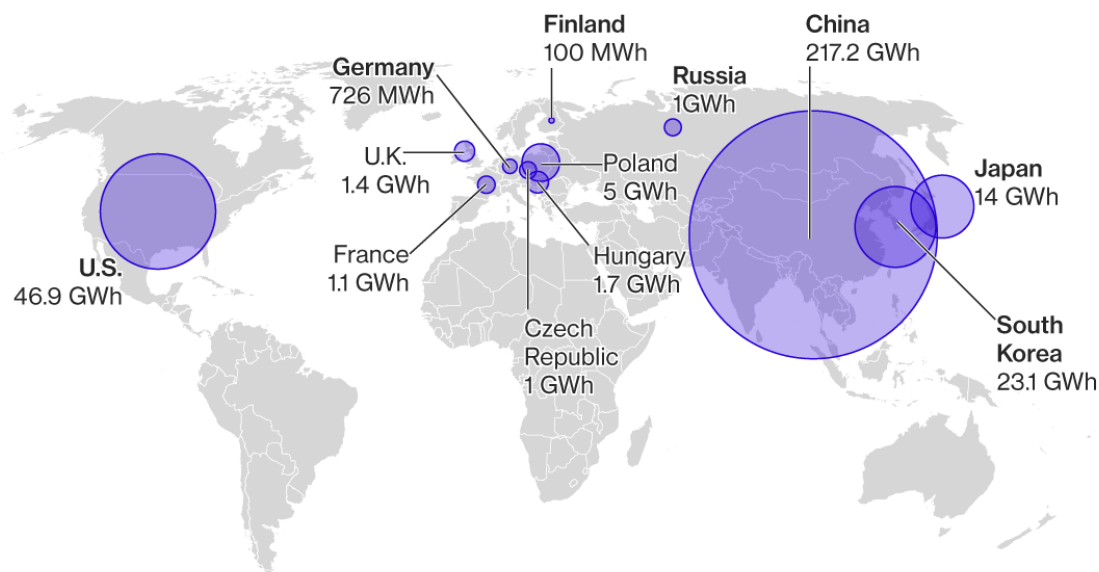 Finland
100 MWh
China
217.2 GWh
Germany
726 MWh
Russia
1GWh
U.K.
1.4 GWh
Poland
5 GWh
Japan
14 GWh
U.S.
46.9 GWh
France
1.1 GWh
Hungary
1.7 GWh
Czech
Republic
1 GWh
South
Korea
23.1 GWh